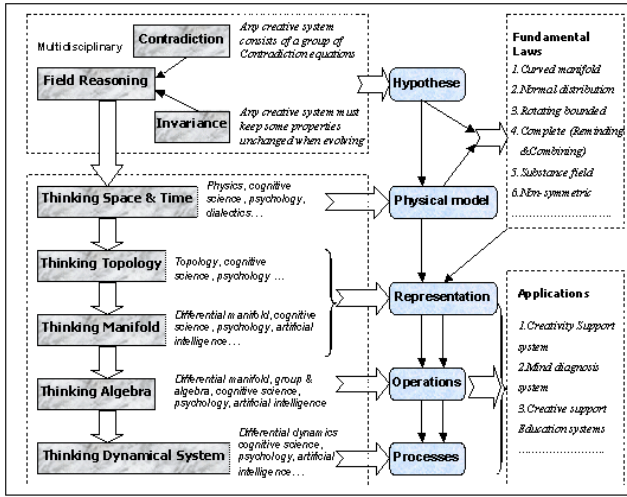 Multidisciplinary
Contradiction
Any creative system
consists of a group of
Contradiction equations
Field Reasoning
Invariance
Any creative system must
keep some properties
unchanged when evolving
Hypothese
Fundamental
Laws
1. Curved manifold
2. Normal distribution
3. Rotating bounded
4. Complete (Reminding
&Combining)
5. Substance field
6. Non-symmetric
Thinking Space & Time
Physics, cognitive
science, psychology,
dialectics...
Physical model
Thinking Topology
Topology, cognitive
science, psychology ...
Thinking Manifold
Differential manifold, cognitive
science, psychology, artificial
intelligence...
Representation
Thinking Algebra
Differential manifold, group &
algebra, cognitive science,
psychology, artificial intelligence
Operations
Thinking Dynamical System
Differential dynamics
cognitive science,
psychology, artificial
intelligence...
Processes
Applications
1. Creativity Support
system
2. Mind diagnosis
system
3. Creative support
Education systems